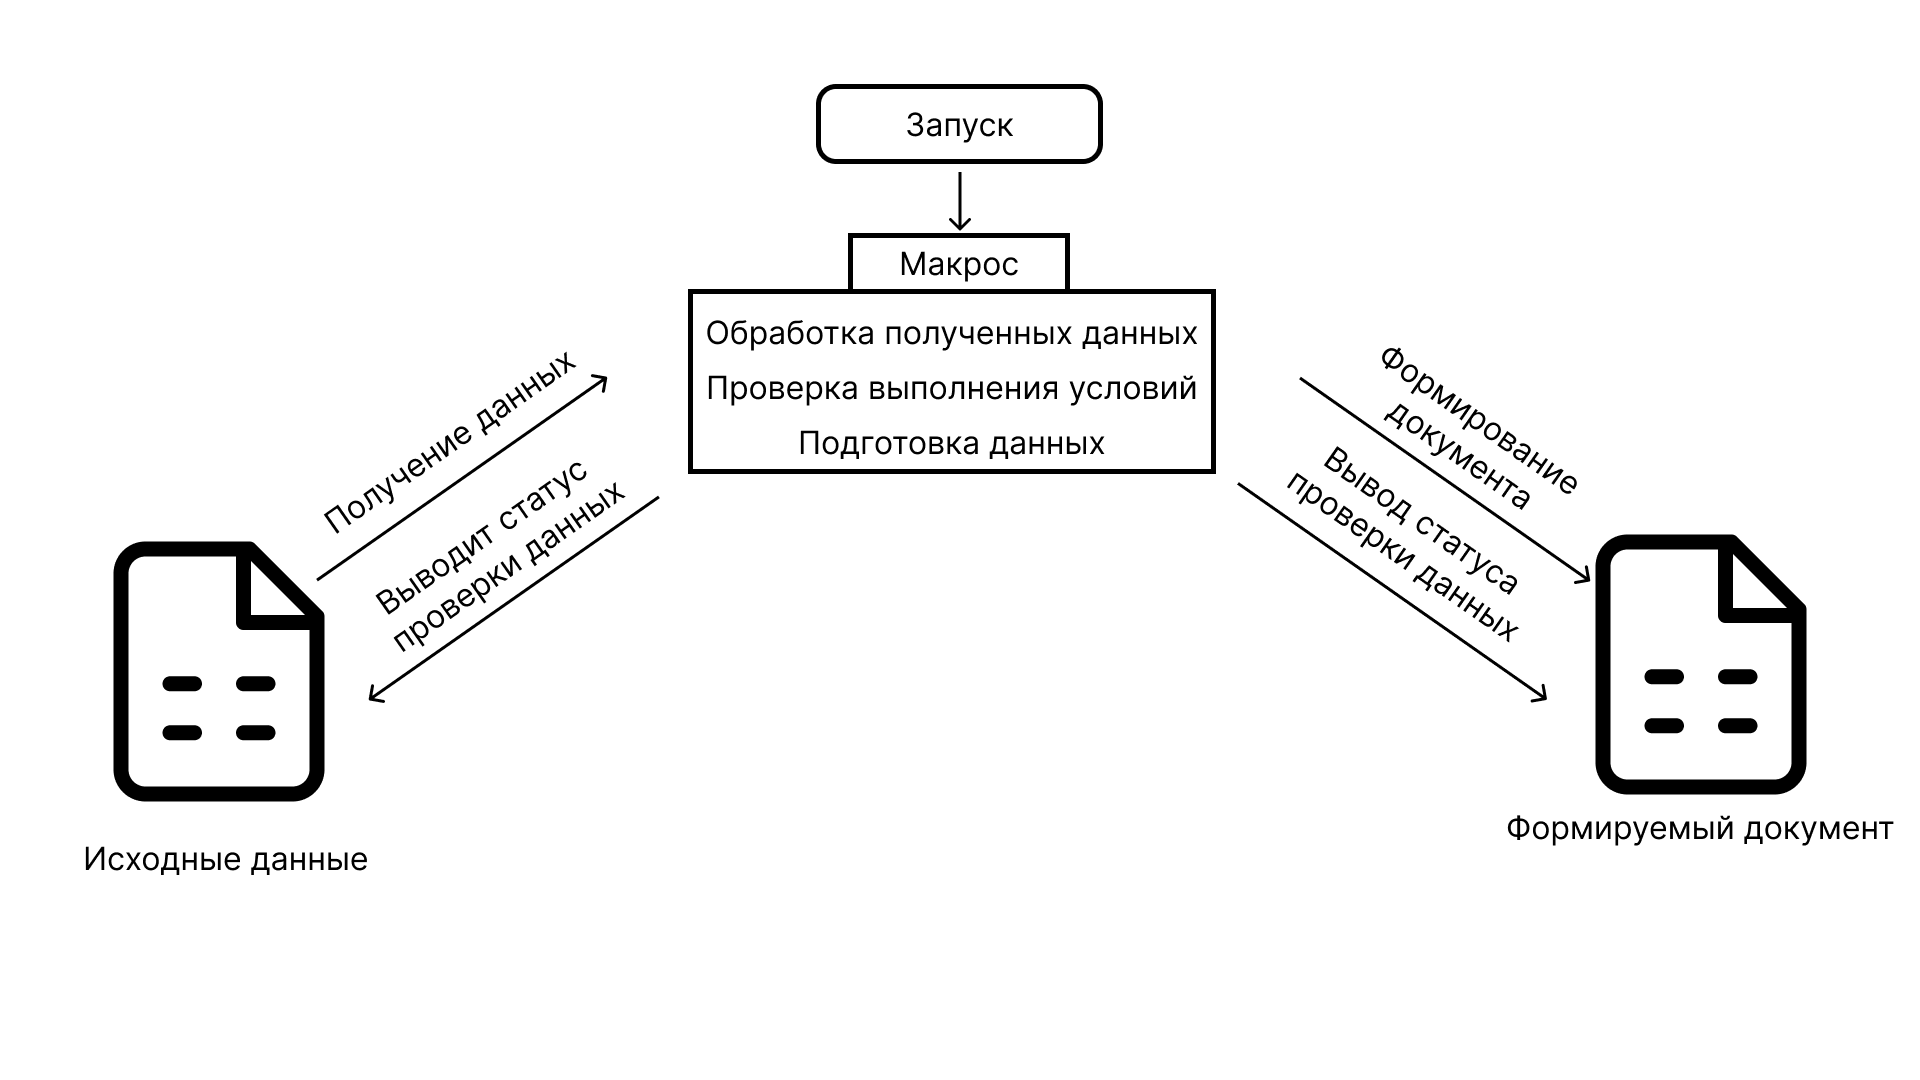 Запуск
Макрос
Обработка полученных данных
Проверка выполнения условий
Подготовка данных
Получение данных
Выводит статус
проверки данных
Формирование
документа
Вывод статуса
проверки данных
Исходные данные
Формируемый документ